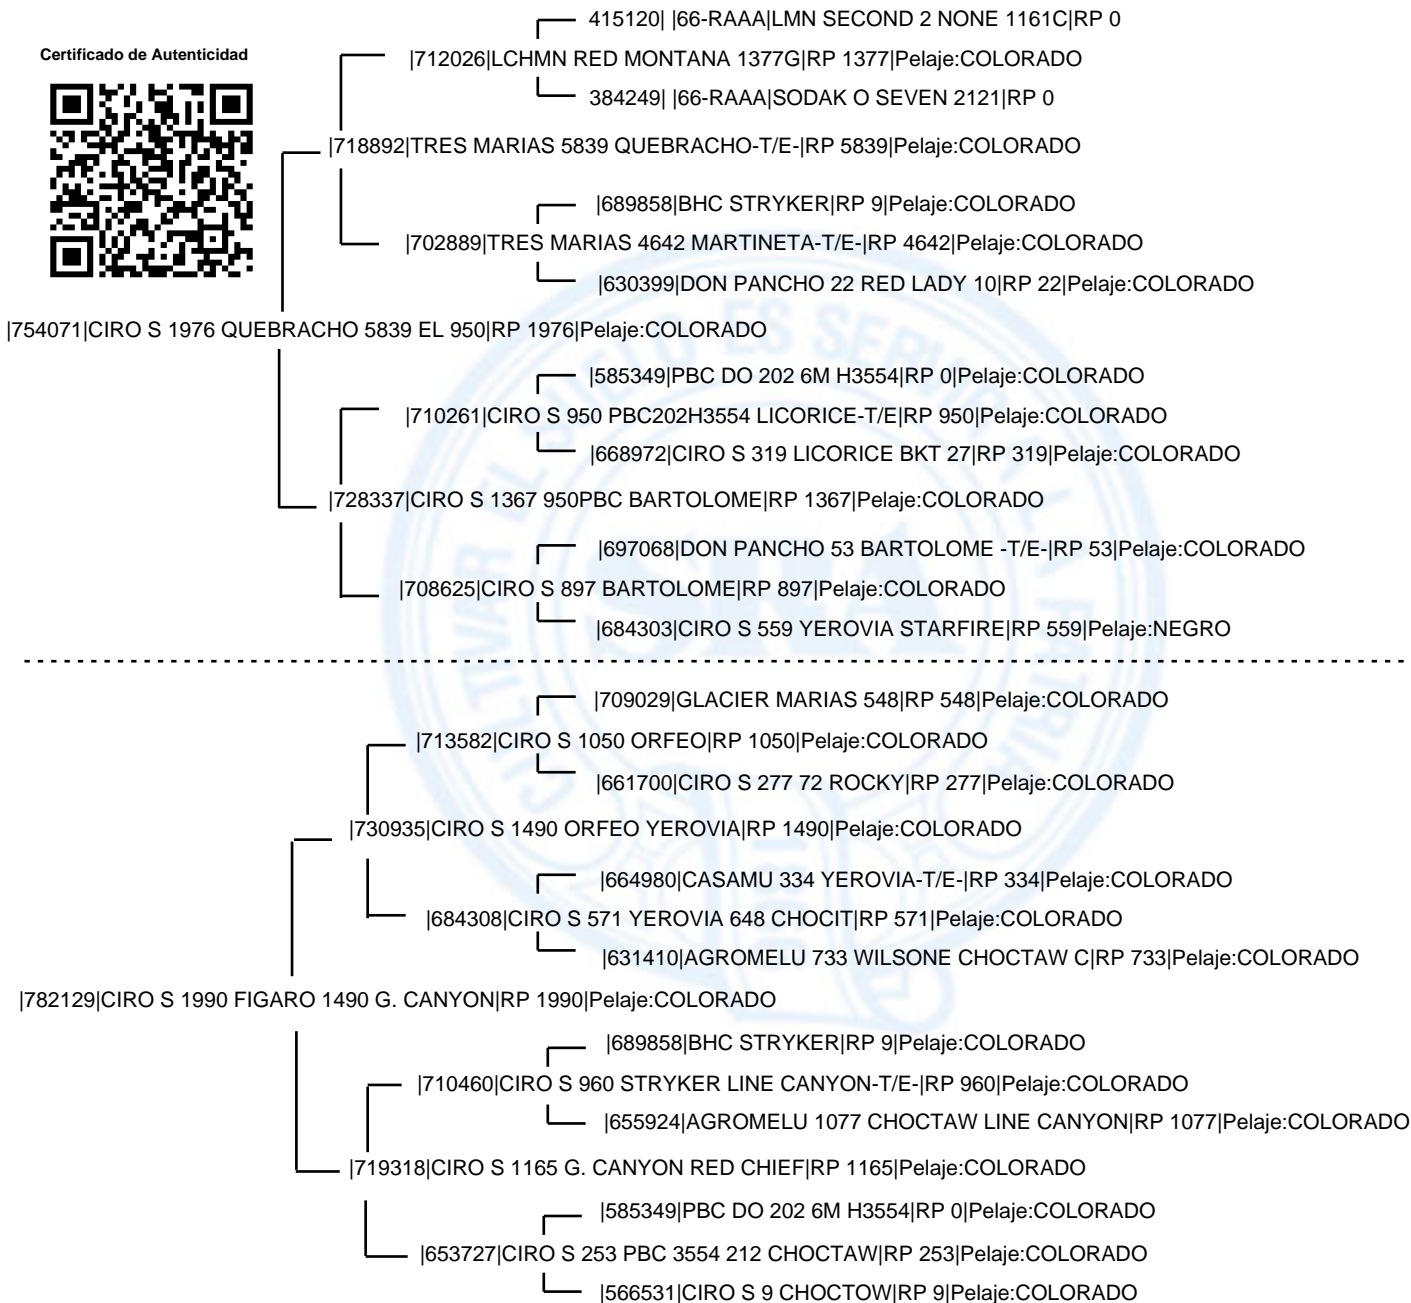 415120| |66-RAAA|LMN SECOND 2 NONE 1161C|RP 0
Certificado de Autenticidad
|712026|LCHMN RED MONTANA 1377G|RP 1377|Pelaje:COLORADO
384249| |66-RAAA|SODAK O SEVEN 2121|RP 0
|718892|TRES MARIAS 5839 QUEBRACHO-T/E-|RP 5839|Pelaje:COLORADO
|689858|BHC STRYKER|RP 9|Pelaje:COLORADO
|702889|TRES MARIAS 4642 MARTINETA-T/E-|RP 4642|Pelaje:COLORADO
|630399|DON PANCHO 22 RED LADY 10|RP 22|Pelaje:COLORADO
|754071|CIRO S 1976 QUEBRACHO 5839 EL 950|RP 1976|Pelaje:COLORADO
|585349|PBC DO 202 6M H3554|RP 0|Pelaje:COLORADO
|710261|CIRO S 950 PBC202H3554 LICORICE-T/E|RP 950|Pelaje:COLORADO
|668972|CIRO S 319 LICORICE BKT 27|RP 319|Pelaje:COLORADO
|728337|CIRO S 1367 950PBC BARTOLOME|RP 1367|Pelaje:COLORADO
|697068|DON PANCHO 53 BARTOLOME -T/E-|RP 53|Pelaje:COLORADO
|708625|CIRO S 897 BARTOLOME|RP 897|Pelaje:COLORADO
|684303|CIRO S 559 YEROVIA STARFIRE|RP 559|Pelaje:NEGRO
|709029|GLACIER MARIAS 548|RP 548|Pelaje:COLORADO
|713582|CIRO S 1050 ORFEO|RP 1050|Pelaje:COLORADO
|661700|CIRO S 277 72 ROCKY|RP 277|Pelaje:COLORADO
|730935|CIRO S 1490 ORFEO YEROVIA|RP 1490|Pelaje:COLORADO
|664980|CASAMU 334 YEROVIA-T/E-|RP 334|Pelaje:COLORADO
|684308|CIRO S 571 YEROVIA 648 CHOCIT|RP 571|Pelaje:COLORADO
|631410|AGROMELU 733 WILSONE CHOCTAW C|RP 733|Pelaje:COLORADO
|782129|CIRO S 1990 FIGARO 1490 G. CANYON|RP 1990|Pelaje:COLORADO
|689858|BHC STRYKER|RP 9|Pelaje:COLORADO
|710460|CIRO S 960 STRYKER LINE CANYON-T/E-|RP 960|Pelaje:COLORADO
|655924|AGROMELU 1077 CHOCTAW LINE CANYON|RP 1077|Pelaje:COLORADO
|719318|CIRO S 1165 G. CANYON RED CHIEF|RP 1165|Pelaje:COLORADO
|585349|PBC DO 202 6M H3554|RP 0|Pelaje:COLORADO
|653727|CIRO S 253 PBC 3554 212 CHOCTAW|RP 253|Pelaje:COLORADO
|566531|CIRO S 9 CHOCTOW|RP 9|Pelaje:COLORADO
CULTIVAR EL SUELO ES SERVIR A LA PATRIA
SRA
1866